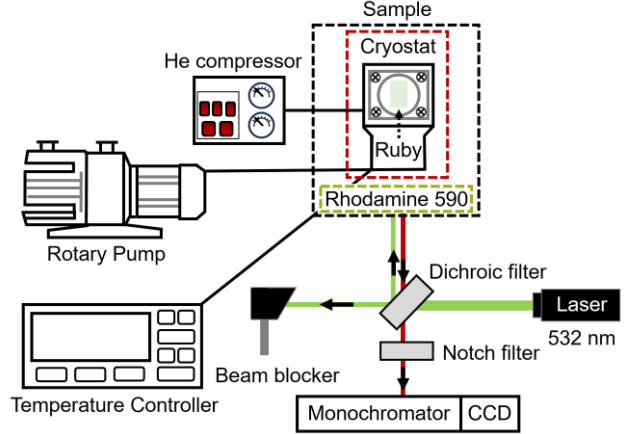 Sample
Cryostat
He compressor
Ruby
Rhodamine 590
Rotary Pump
Dichroic filter
Laser
532 nm
Notch filter
Beam blocker
Temperature Controller
Monochromator
CCD